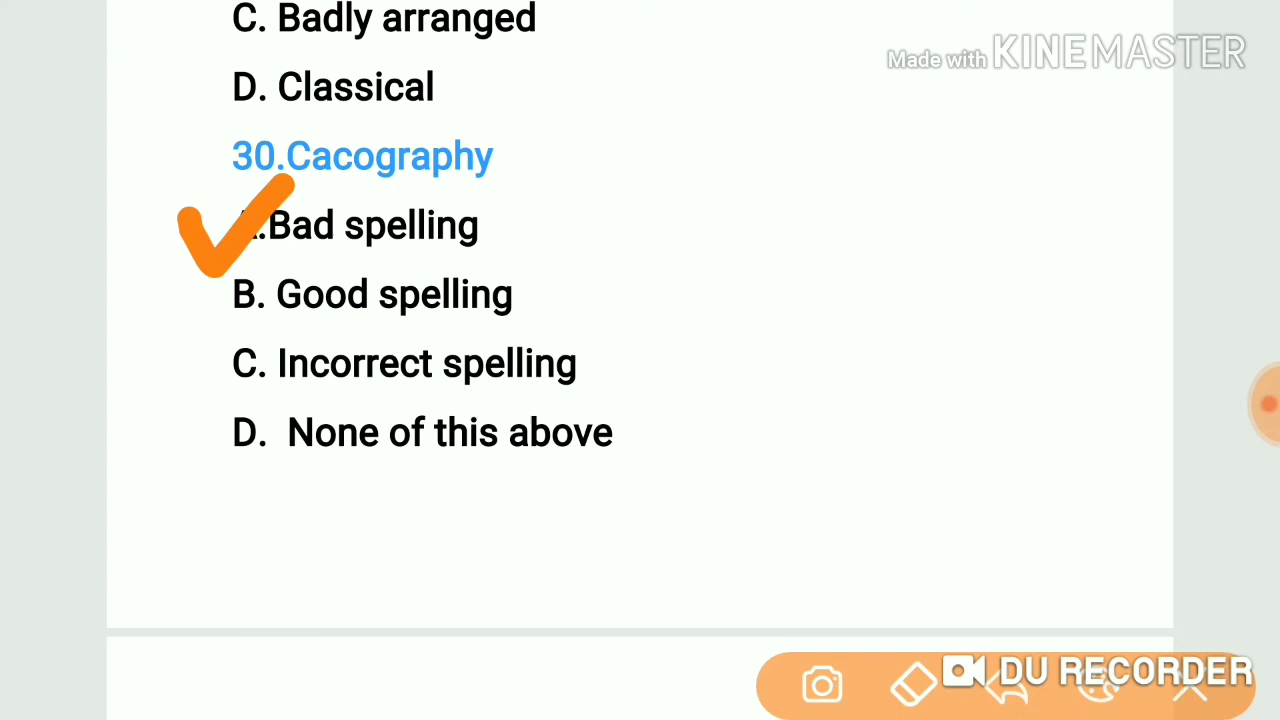 C. Badly arranged
Made with KINEMASTER
D. Classical
30.Cacography
A.Bad spelling
B. Good spelling
C. Incorrect spelling
D. None of this above
DU RECORDER